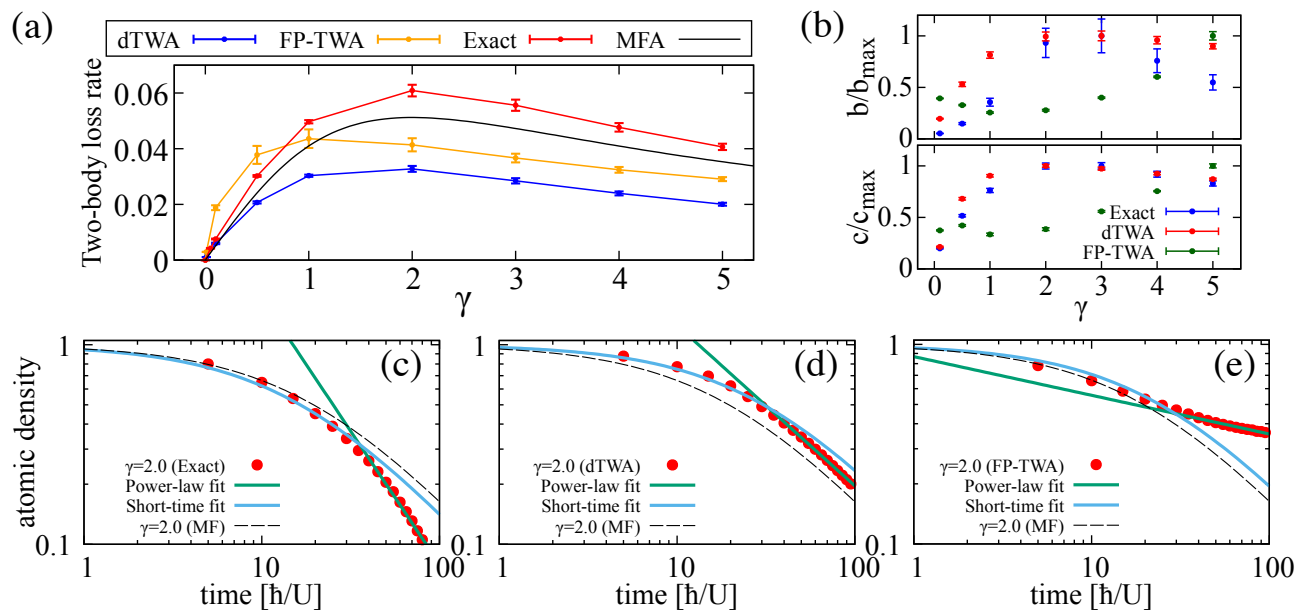 (a)
dTWA FP-TWA Exact MFA
Two-body loss rate
0.06
0.04
0.02
0
0 1 2 3 4 5
γ
(b)
b/b_max
1
0.5
0
c/c_max
1
0.5
0
Exact
dTWA
FP-TWA
0 1 2 3 4 5
γ
atomic density
1
0.1
(c)
γ=2.0 (Exact)
Power-law fit
Short-time fit
γ=2.0 (MF)
1 10 100
time [ħ/U]
1
0.1
(d)
γ=2.0 (dTWA)
Power-law fit
Short-time fit
γ=2.0 (MF)
1 10 100
time [ħ/U]
1
0.1
(e)
γ=2.0 (FP-TWA)
Power-law fit
Short-time fit
γ=2.0 (MF)
1 10 100
time [ħ/U]